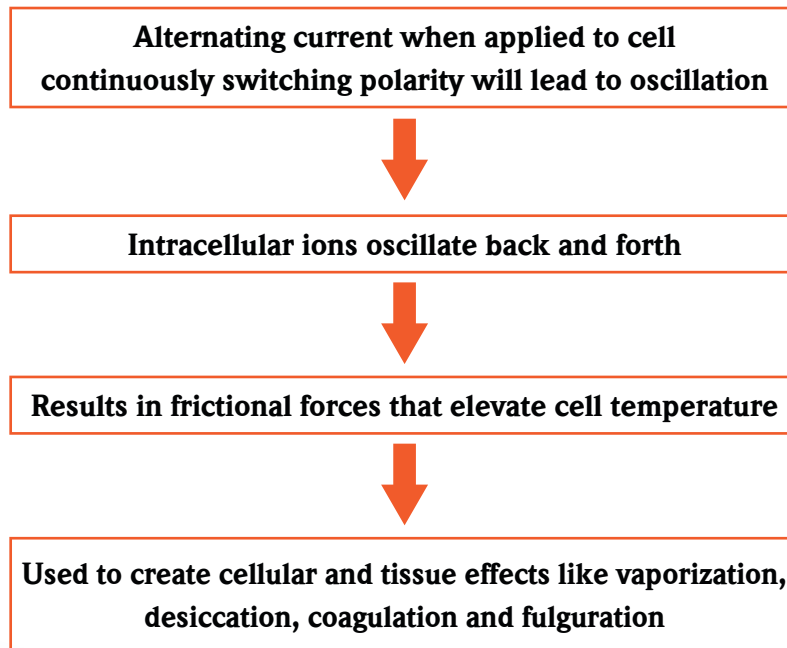 Alternating current when applied to cell
continuously switching polarity will lead to oscillation
Intracellular ions oscillate back and forth
Results in frictional forces that elevate cell temperature
Used to create cellular and tissue effects like vaporization,
desiccation, coagulation and fulguration